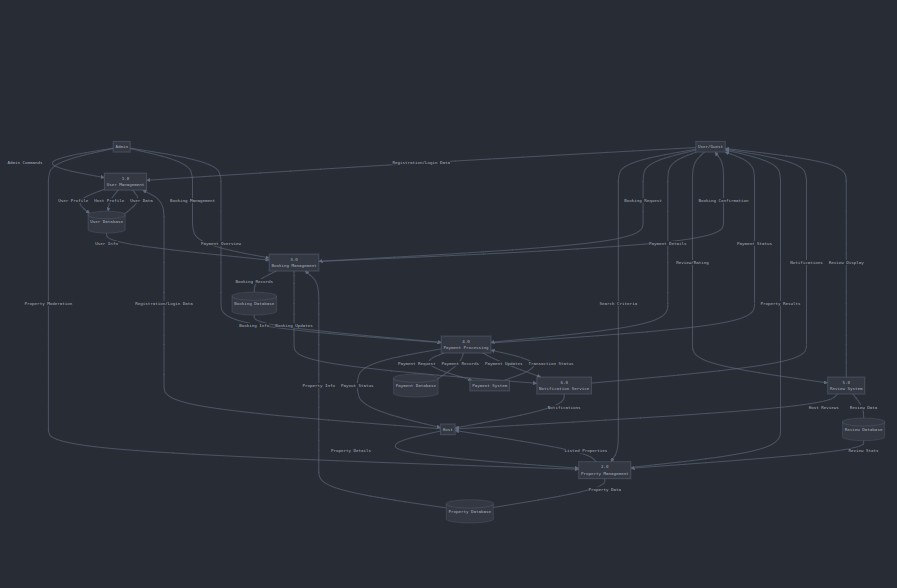 Admin
User/Guest
Admin Commands
Registration/Login Data
1.0
User Management
User Profile
Host Profile
User Data
Booking Management
Booking Request
Booking Confirmation
User Database
User Info
Payment Overview
Payment Details
Payment Status
3.0
Booking Management
Review/Rating
Notifications
Review Display
Booking Records
Property Moderation
Registration/Login Data
Booking Database
Search Criteria
Property Results
Booking Info
Booking Updates
4.0
Payment Processing
Payment Request
Payment Records
Payment Updates
Transaction Status
Property Info
Payout Status
Payment Database
Payment System
5.0
Notification Service
6.0
Review System
Notifications
Host Reviews
Review Data
Host
Review Database
Property Details
Listed Properties
Review Stats
2.0
Property Management
Property Data
Property Database